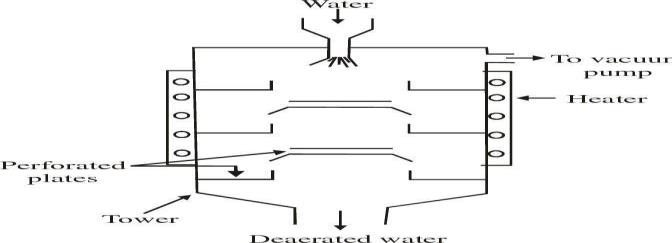 Water
To vacuum
pump
Heater
Perforated
plates
Tower
Deaerated water